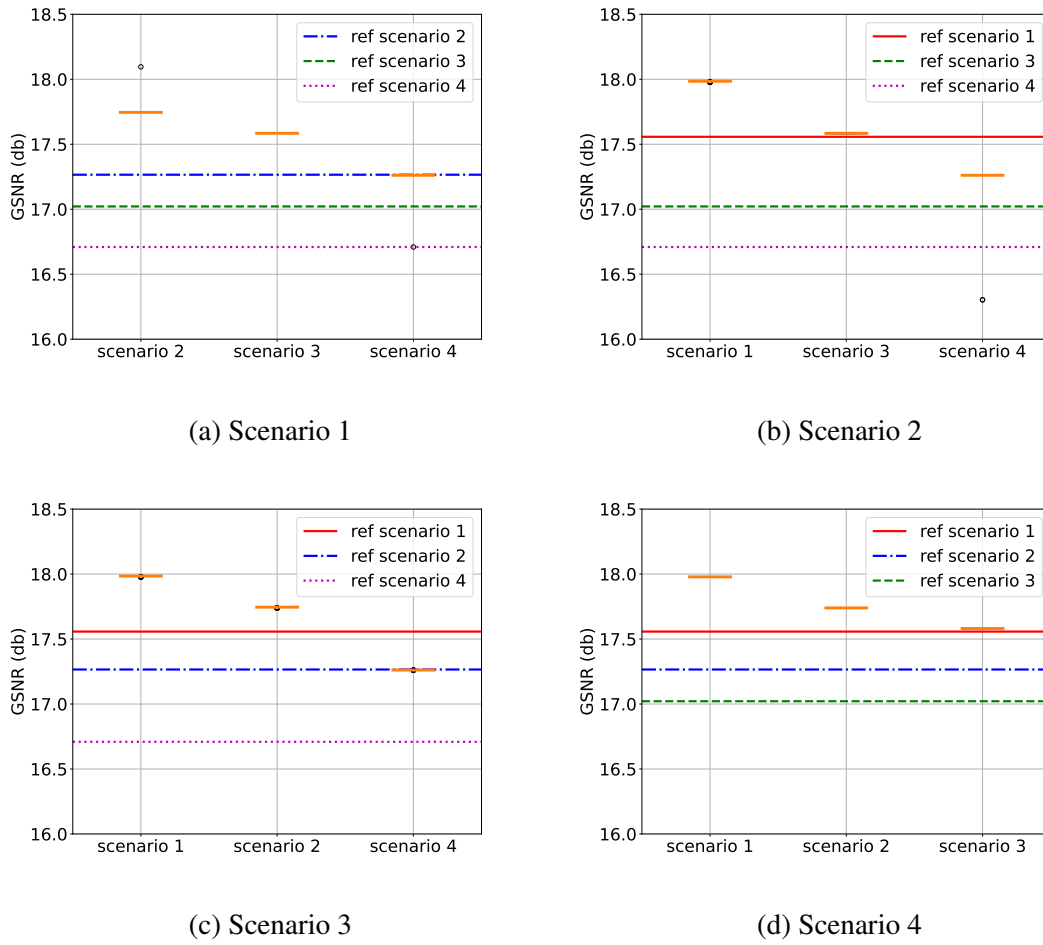 18.5
18.0
17.5
17.0
16.5
16.0
GSNR (db)
ref scenario 2
ref scenario 3
ref scenario 4
scenario 2 scenario 3 scenario 4
(a) Scenario 1
18.5
18.0
17.5
17.0
16.5
16.0
GSNR (db)
ref scenario 1
ref scenario 3
ref scenario 4
scenario 1 scenario 3 scenario 4
(b) Scenario 2
18.5
18.0
17.5
17.0
16.5
16.0
GSNR (db)
ref scenario 1
ref scenario 2
ref scenario 4
scenario 1 scenario 2 scenario 4
(c) Scenario 3
18.5
18.0
17.5
17.0
16.5
16.0
GSNR (db)
ref scenario 1
ref scenario 2
ref scenario 3
scenario 1 scenario 2 scenario 3
(d) Scenario 4